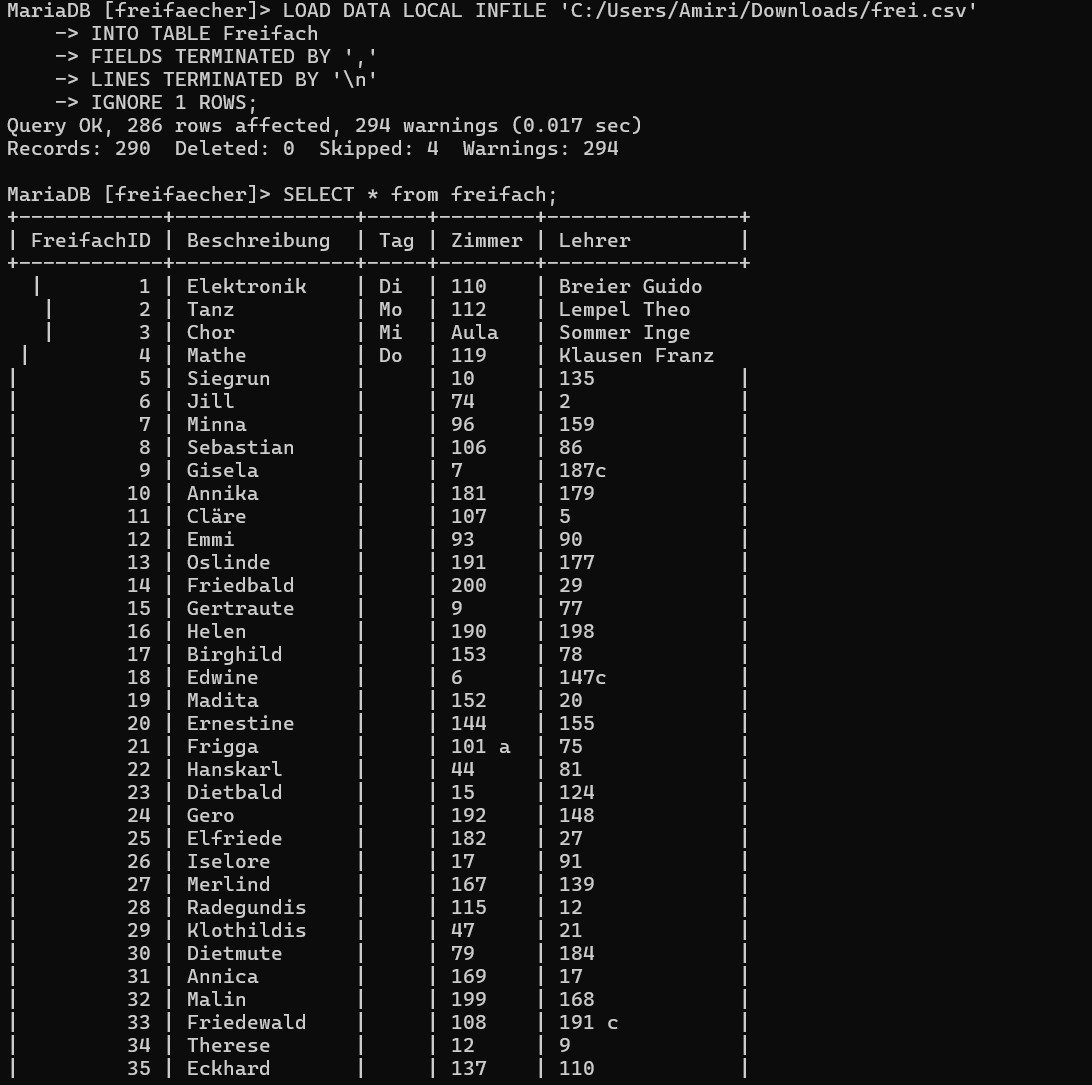 MariaDB [freifaecher]> LOAD DATA LOCAL INFILE 'C:/Users/Amiri/Downloads/frei.csv'
    -> INTO TABLE Freifach
    -> FIELDS TERMINATED BY ','
    -> LINES TERMINATED BY '\n'
    -> IGNORE 1 ROWS;
Query OK, 286 rows affected, 294 warnings (0.017 sec)
Records: 290  Deleted: 0  Skipped: 4  Warnings: 294

MariaDB [freifaecher]> SELECT * from freifach;
+------------+---------------+-----+--------+----------------+
| FreifachID | Beschreibung  | Tag | Zimmer | Lehrer         |
+------------+---------------+-----+--------+----------------+
  |        1 | Elektronik    | Di  | 110    | Breier Guido
   |       2 | Tanz          | Mo  | 112    | Lempel Theo
   |       3 | Chor          | Mi  | Aula   | Sommer Inge
 |         4 | Mathe         | Do  | 119    | Klausen Franz
|          5 | Siegrun       |     | 10     | 135            |
|          6 | Jill          |     | 74     | 2              |
|          7 | Minna         |     | 96     | 159            |
|          8 | Sebastian     |     | 106    | 86             |
|          9 | Gisela        |     | 7      | 187c           |
|         10 | Annika        |     | 181    | 179            |
|         11 | Cläre         |     | 107    | 5              |
|         12 | Emmi          |     | 93     | 90             |
|         13 | Oslinde       |     | 191    | 177            |
|         14 | Friedbald     |     | 200    | 29             |
|         15 | Gertraute     |     | 9      | 77             |
|         16 | Helen         |     | 190    | 198            |
|         17 | Birghild      |     | 153    | 78             |
|         18 | Edwine        |     | 6      | 147c           |
|         19 | Madita        |     | 152    | 20             |
|         20 | Ernestine     |     | 144    | 155            |
|         21 | Frigga        |     | 101 a  | 75             |
|         22 | Hanskarl      |     | 44     | 81             |
|         23 | Dietbald      |     | 15     | 124            |
|         24 | Gero          |     | 192    | 148            |
|         25 | Elfriede      |     | 182    | 27             |
|         26 | Iselore       |     | 17     | 91             |
|         27 | Merlind       |     | 167    | 139            |
|         28 | Radegundis    |     | 115    | 12             |
|         29 | Klothildis    |     | 47     | 21             |
|         30 | Dietmute      |     | 79     | 184            |
|         31 | Annica        |     | 169    | 17             |
|         32 | Malin         |     | 199    | 168            |
|         33 | Friedewald    |     | 108    | 191 c          |
|         34 | Therese       |     | 12     | 9              |
|         35 | Eckhard       |     | 137    | 110            |